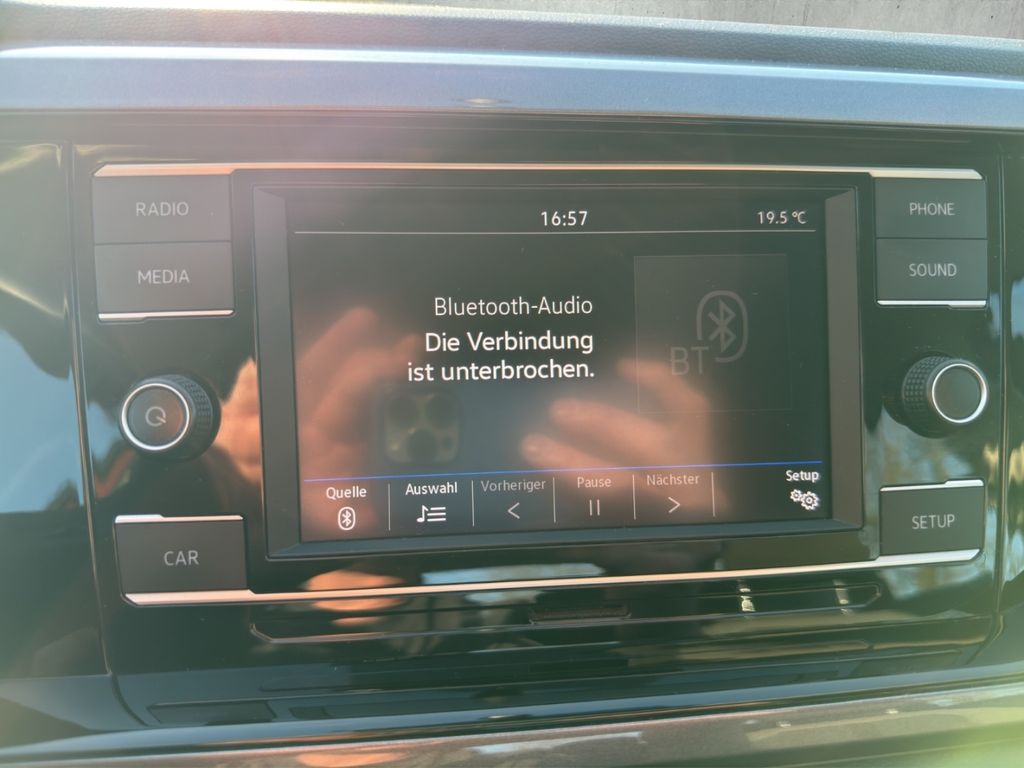 RADIO
MEDIA
CAR
16:57
19.5 °C
Bluetooth-Audio
Die Verbindung
ist unterbrochen.
BT
Quelle
Auswahl
Vorheriger
Pause
Nächster
Setup
PHONE
SOUND
SETUP